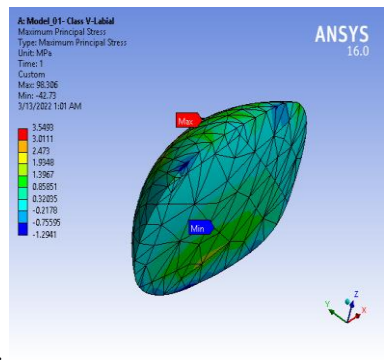 A: Model_01- Class V-Labial
Maximum Principal Stress
Type: Maximum Principal Stress
Unit: MPa
Time: 1
Custom
Max: 98.306
Min: -42.73
3/13/2022 1:01 AM
3.5493
3.0111
2.473
1.9348
1.3967
0.85851
0.32035
-0.2178
-0.75595
-1.2941
ANSYS
16.0
Max
Min
Y
Z
X